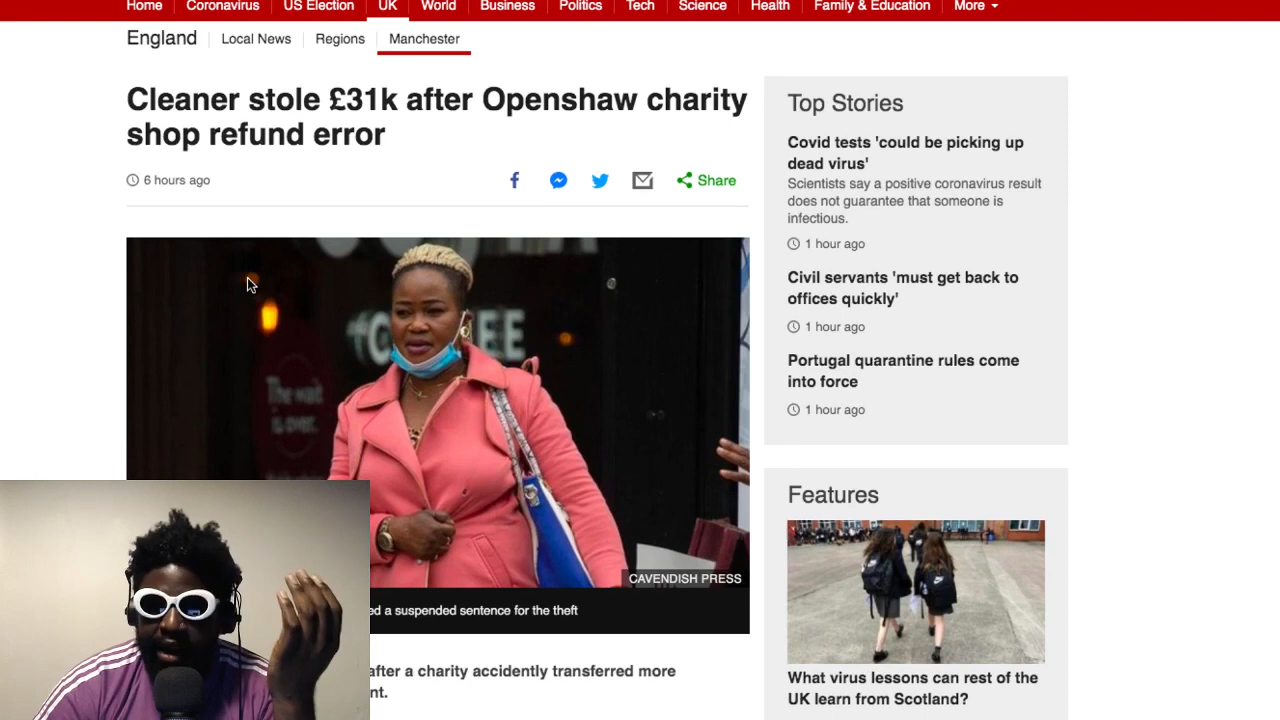 Home Coronavirus US Election UK World Business Politics Tech Science Health Family & Education More
England Local News Regions Manchester
Cleaner stole £31k after Openshaw charity
shop refund error
6 hours ago
Share
The wait
is over.
CAVENDISH PRESS
ed a suspended sentence for the theft
after a charity accidently transferred more
nt.
Top Stories
Covid tests 'could be picking up
dead virus'
Scientists say a positive coronavirus result
does not guarantee that someone is
infectious.
1 hour ago
Civil servants 'must get back to
offices quickly'
1 hour ago
Portugal quarantine rules come
into force
1 hour ago
Features
What virus lessons can rest of the
UK learn from Scotland?